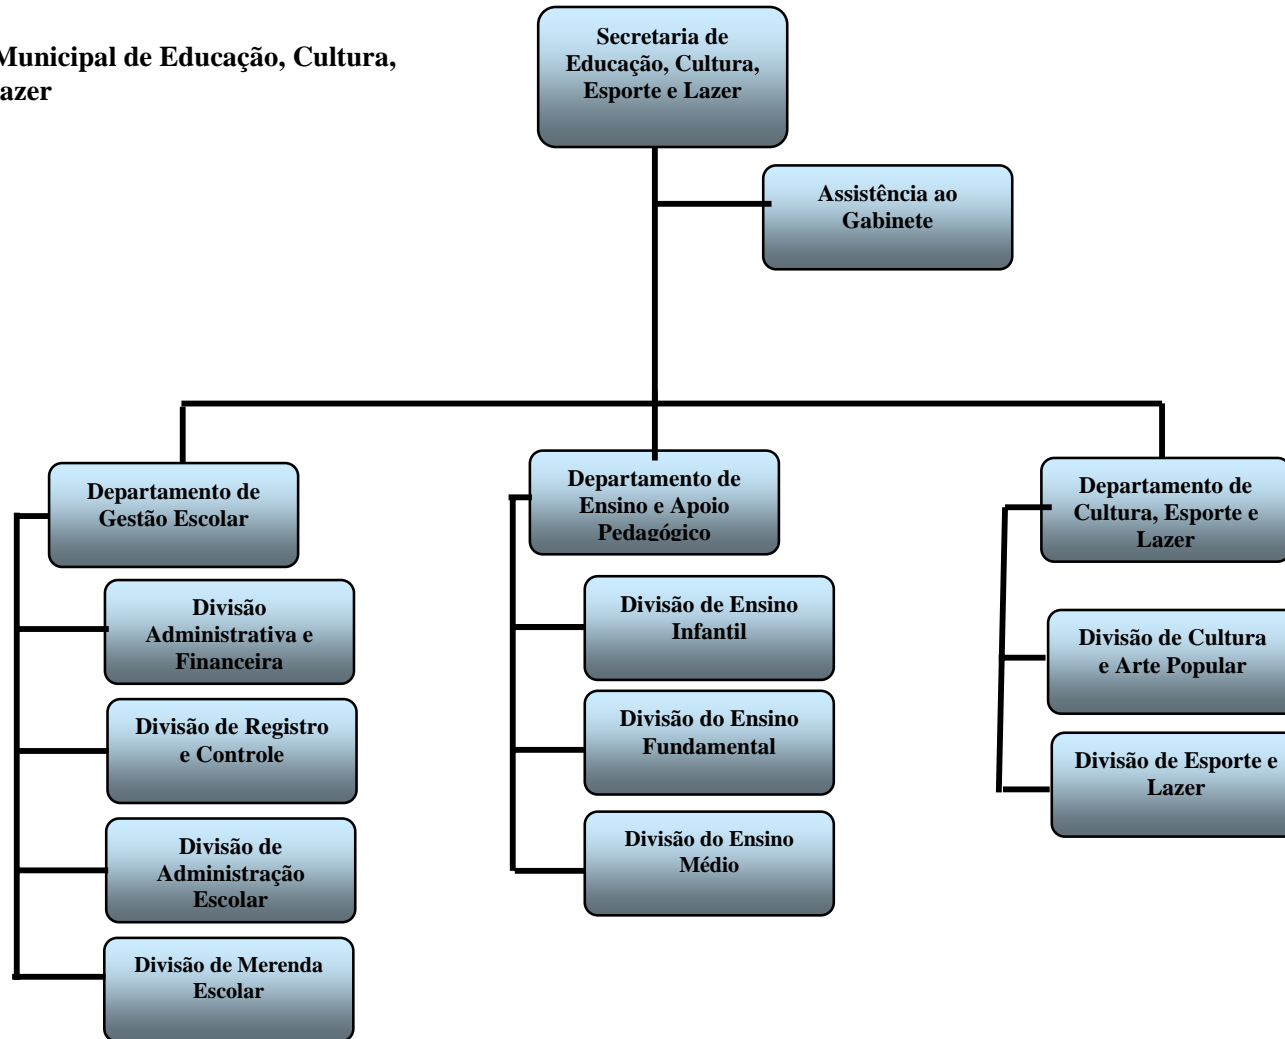 Municipal de Educação, Cultura,
azer
Secretaria de
Educação, Cultura,
Esporte e Lazer
Assistência ao
Gabinete
Departamento de
Gestão Escolar
Divisão
Administrativa e
Financeira
Divisão de Registro
e Controle
Divisão de
Administração
Escolar
Divisão de Merenda
Escolar
Departamento de
Ensino e Apoio
Pedagógico
Divisão de Ensino
Infantil
Divisão do Ensino
Fundamental
Divisão do Ensino
Médio
Departamento de
Cultura, Esporte e
Lazer
Divisão de Cultura
e Arte Popular
Divisão de Esporte e
Lazer